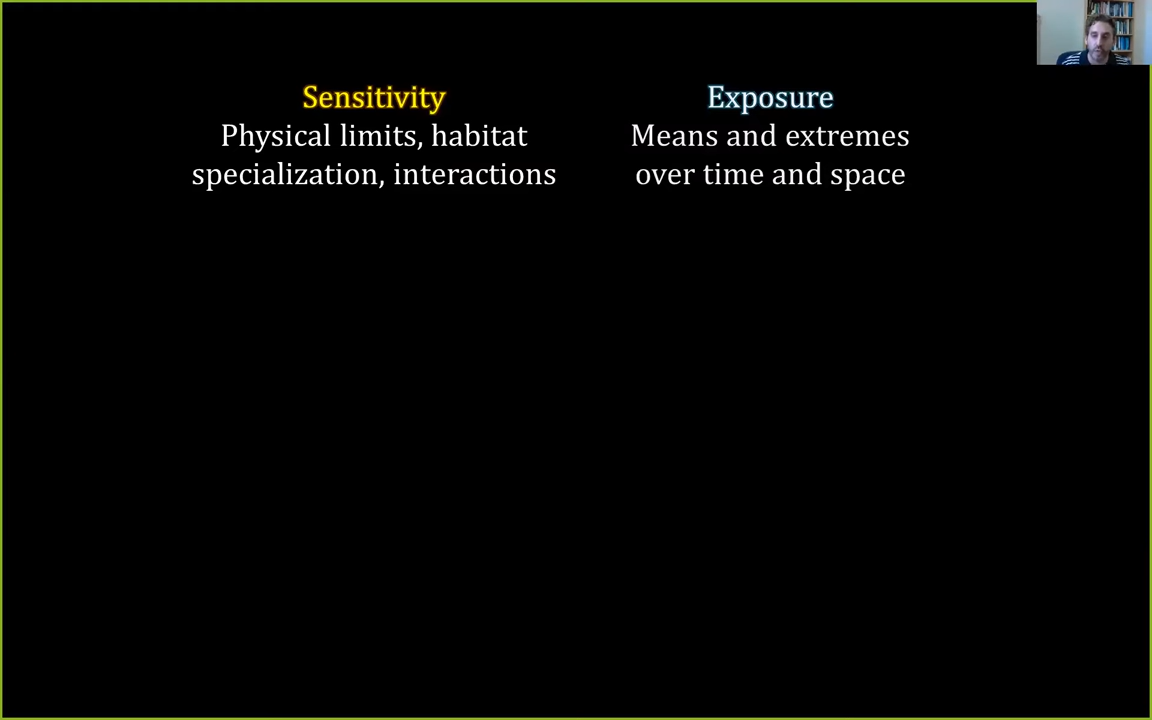 Sensitivity
Physical limits, habitat
specialization, interactions
Exposure
Means and extremes
over time and space